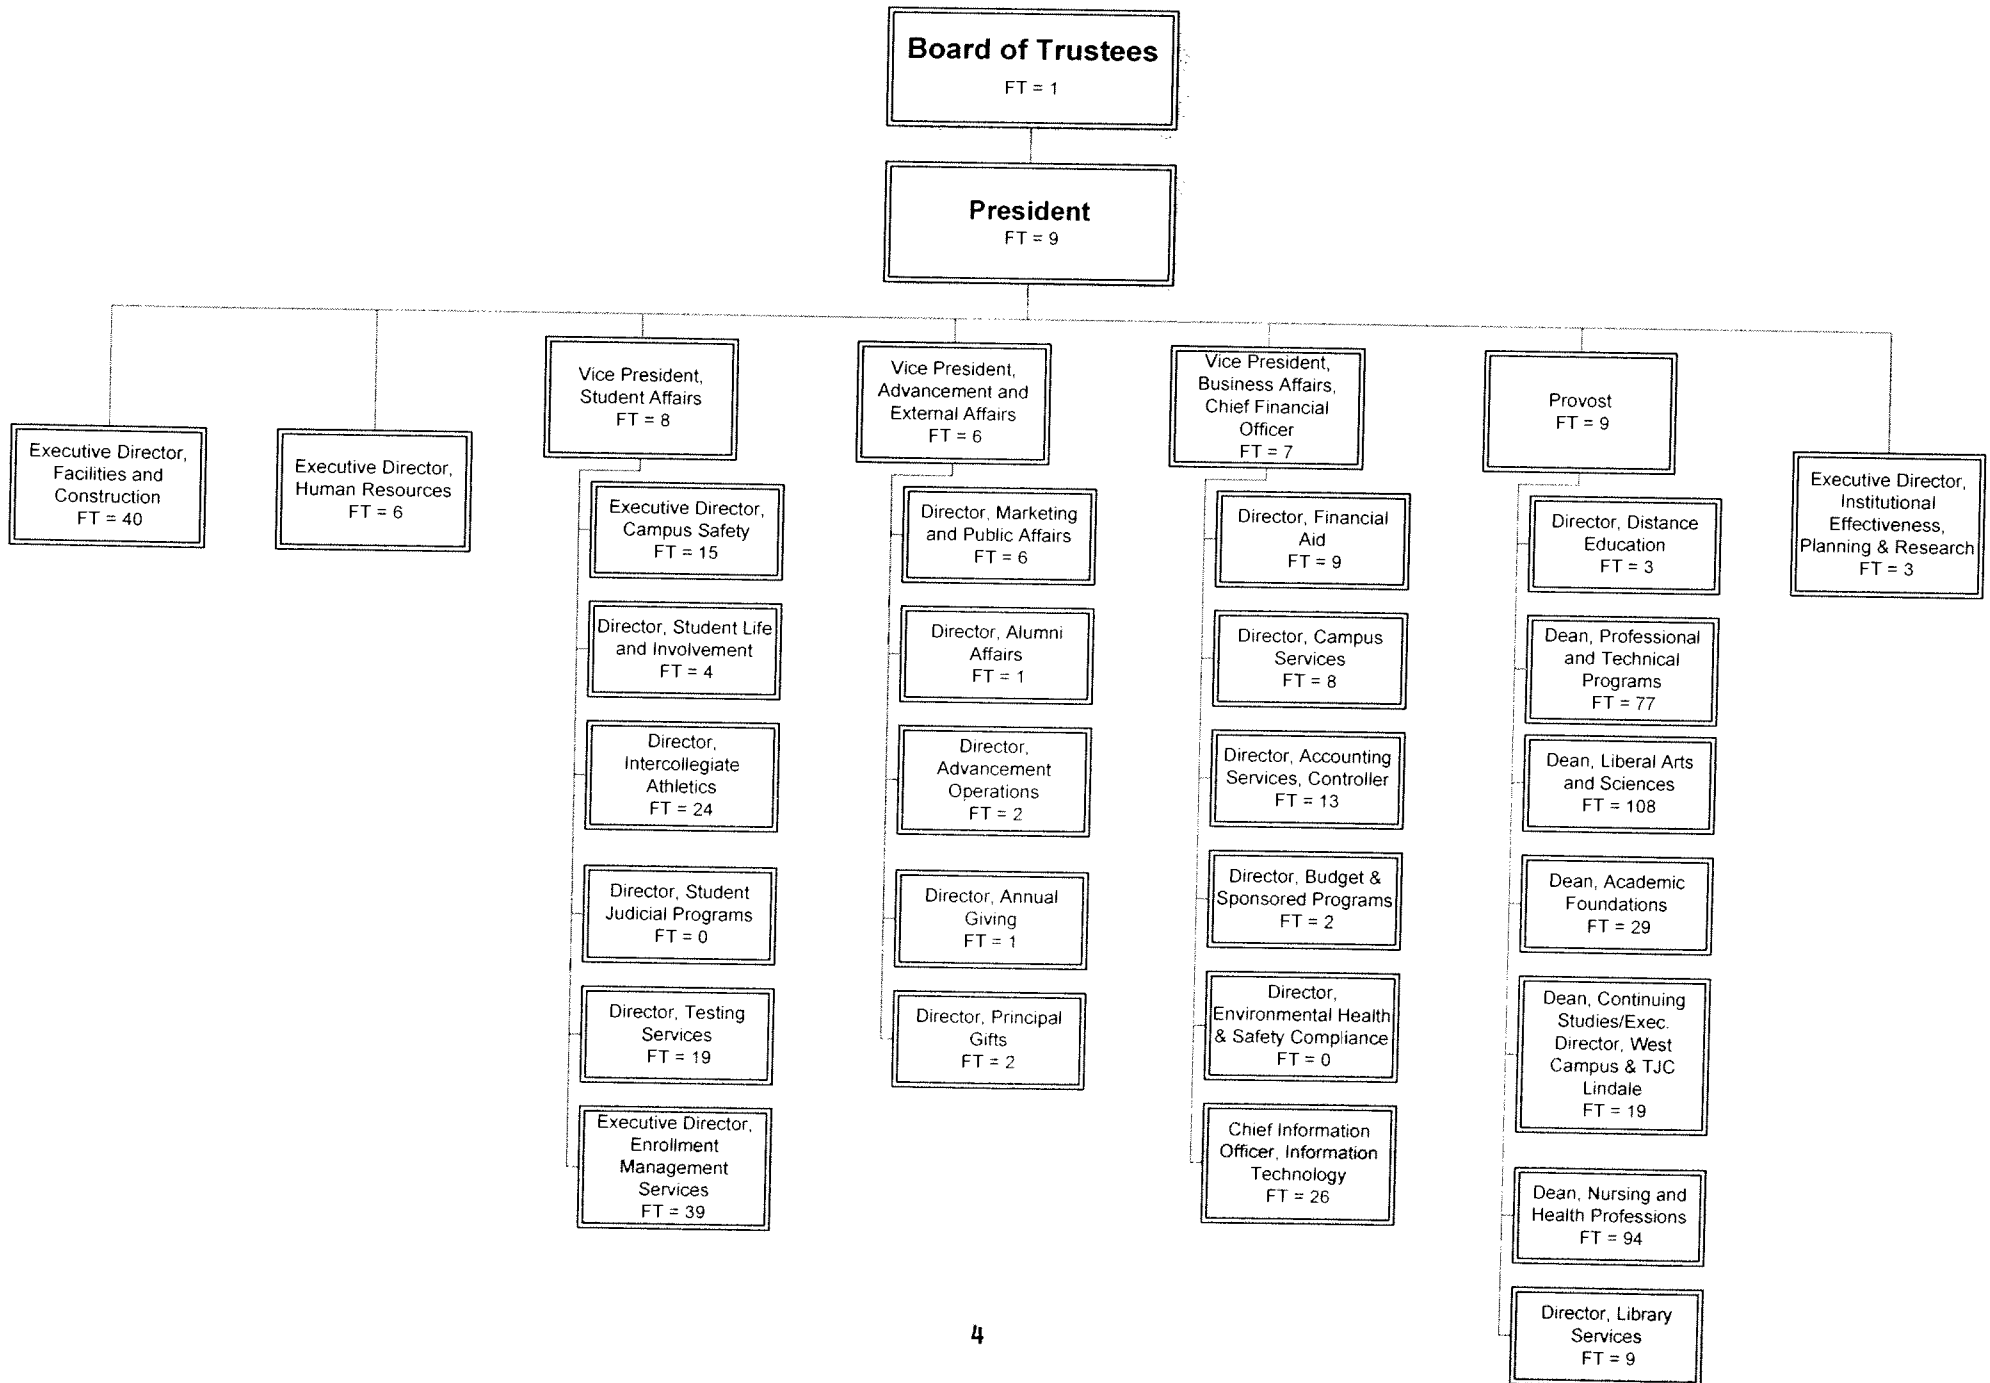 Board of Trustees
FT = 1
President
FT = 9
Executive Director,
Facilities and
Construction
FT = 40
Executive Director,
Human Resources
FT = 6
Vice President,
Student Affairs
FT = 8
Executive Director,
Campus Safety
FT = 15
Director, Student Life
and Involvement
FT = 4
Director,
Intercollegiate
Athletics
FT = 24
Director, Student
Judicial Programs
FT = 0
Director, Testing
Services
FT = 19
Executive Director,
Enrollment
Management
Services
FT = 39
Vice President,
Advancement and
External Affairs
FT = 6
Director, Marketing
and Public Affairs
FT = 6
Director, Alumni
Affairs
FT = 1
Director,
Advancement
Operations
FT = 2
Director, Annual
Giving
FT = 1
Director, Principal
Gifts
FT = 2
Vice President,
Business Affairs,
Chief Financial
Officer
FT = 7
Director, Financial
Aid
FT = 9
Director, Campus
Services
FT = 8
Director, Accounting
Services, Controller
FT = 13
Director, Budget &
Sponsored Programs
FT = 2
Director,
Environmental Health
& Safety Compliance
FT = 0
Chief Information
Officer, Information
Technology
FT = 26
Provost
FT = 9
Director, Distance
Education
FT = 3
Dean, Professional
and Technical
Programs
FT = 77
Dean, Liberal Arts
and Sciences
FT = 108
Dean, Academic
Foundations
FT = 29
Dean, Continuing
Studies/Exec.
Director, West
Campus & TJC
Lindale
FT = 19
Dean, Nursing and
Health Professions
FT = 94
Director, Library
Services
FT = 9
Executive Director,
Institutional
Effectiveness,
Planning & Research
FT = 3
4